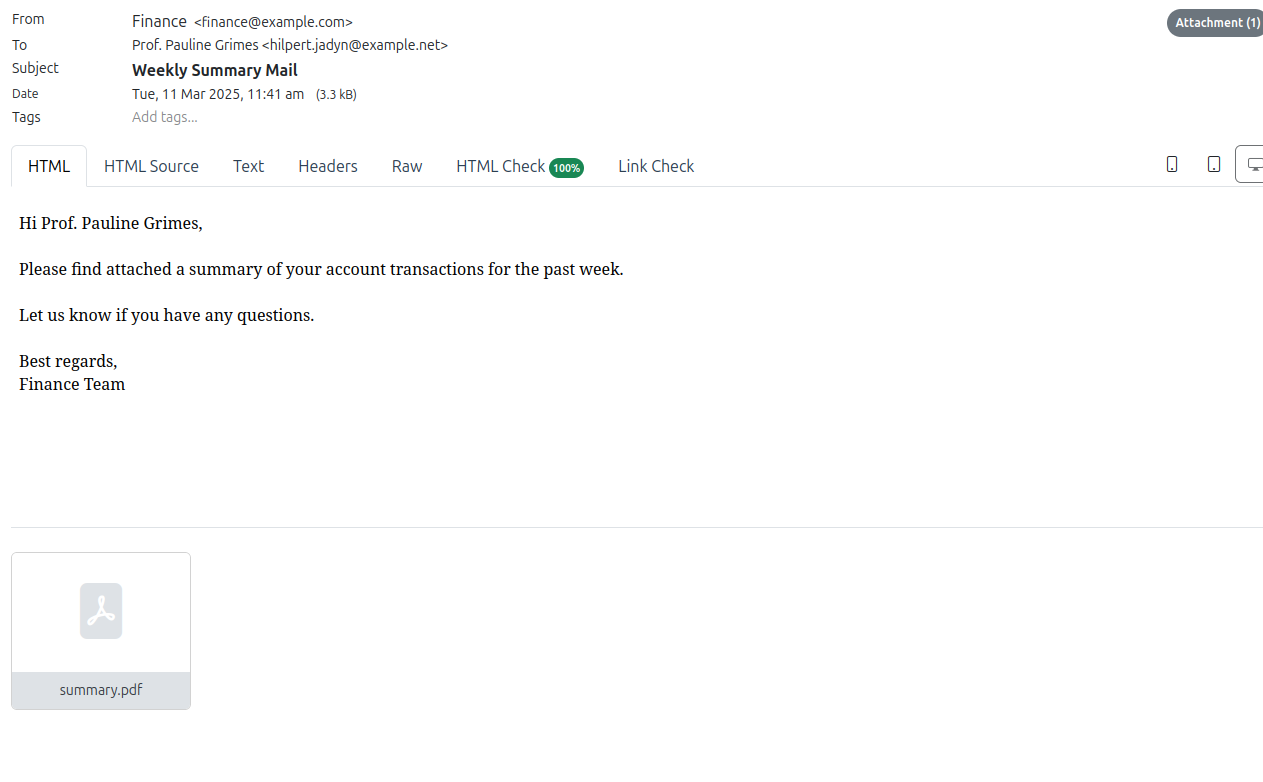 From Finance <finance@example.com> Attachment (1)
To Prof. Pauline Grimes <hilpert.jadyn@example.net>
Subject Weekly Summary Mail
Date Tue, 11 Mar 2025, 11:41 am (3.3 kB)
Tags Add tags...
HTML HTML Source Text Headers Raw HTML Check 100% Link Check
Hi Prof. Pauline Grimes,
Please find attached a summary of your account transactions for the past week.
Let us know if you have any questions.
Best regards,
Finance Team
summary.pdf